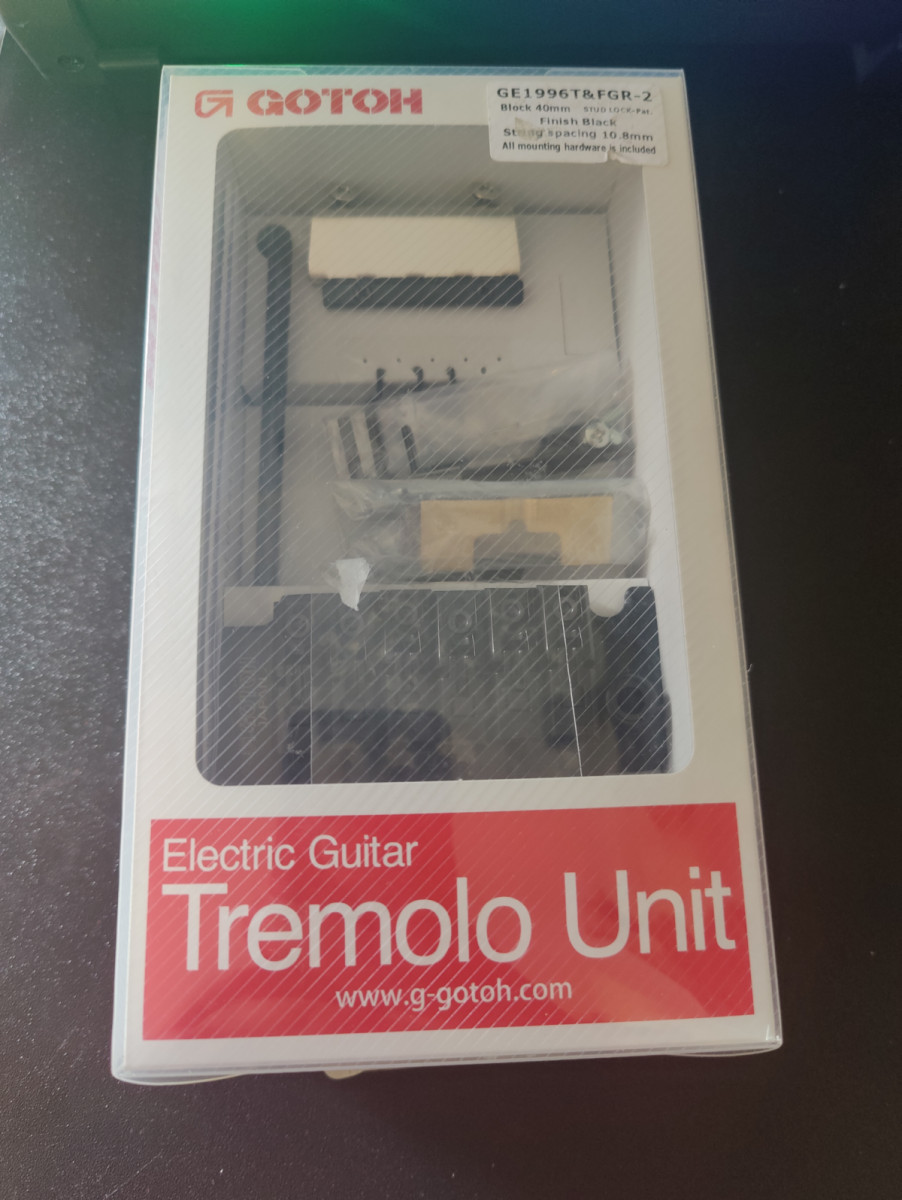 GOTOH
GE1996T&FGR-2
Block 40mm STUD LOCK-Pat.
Finish Black
String spacing 10.8mm
All mounting hardware is included
Electric Guitar
Tremolo Unit
www.g-gotoh.com